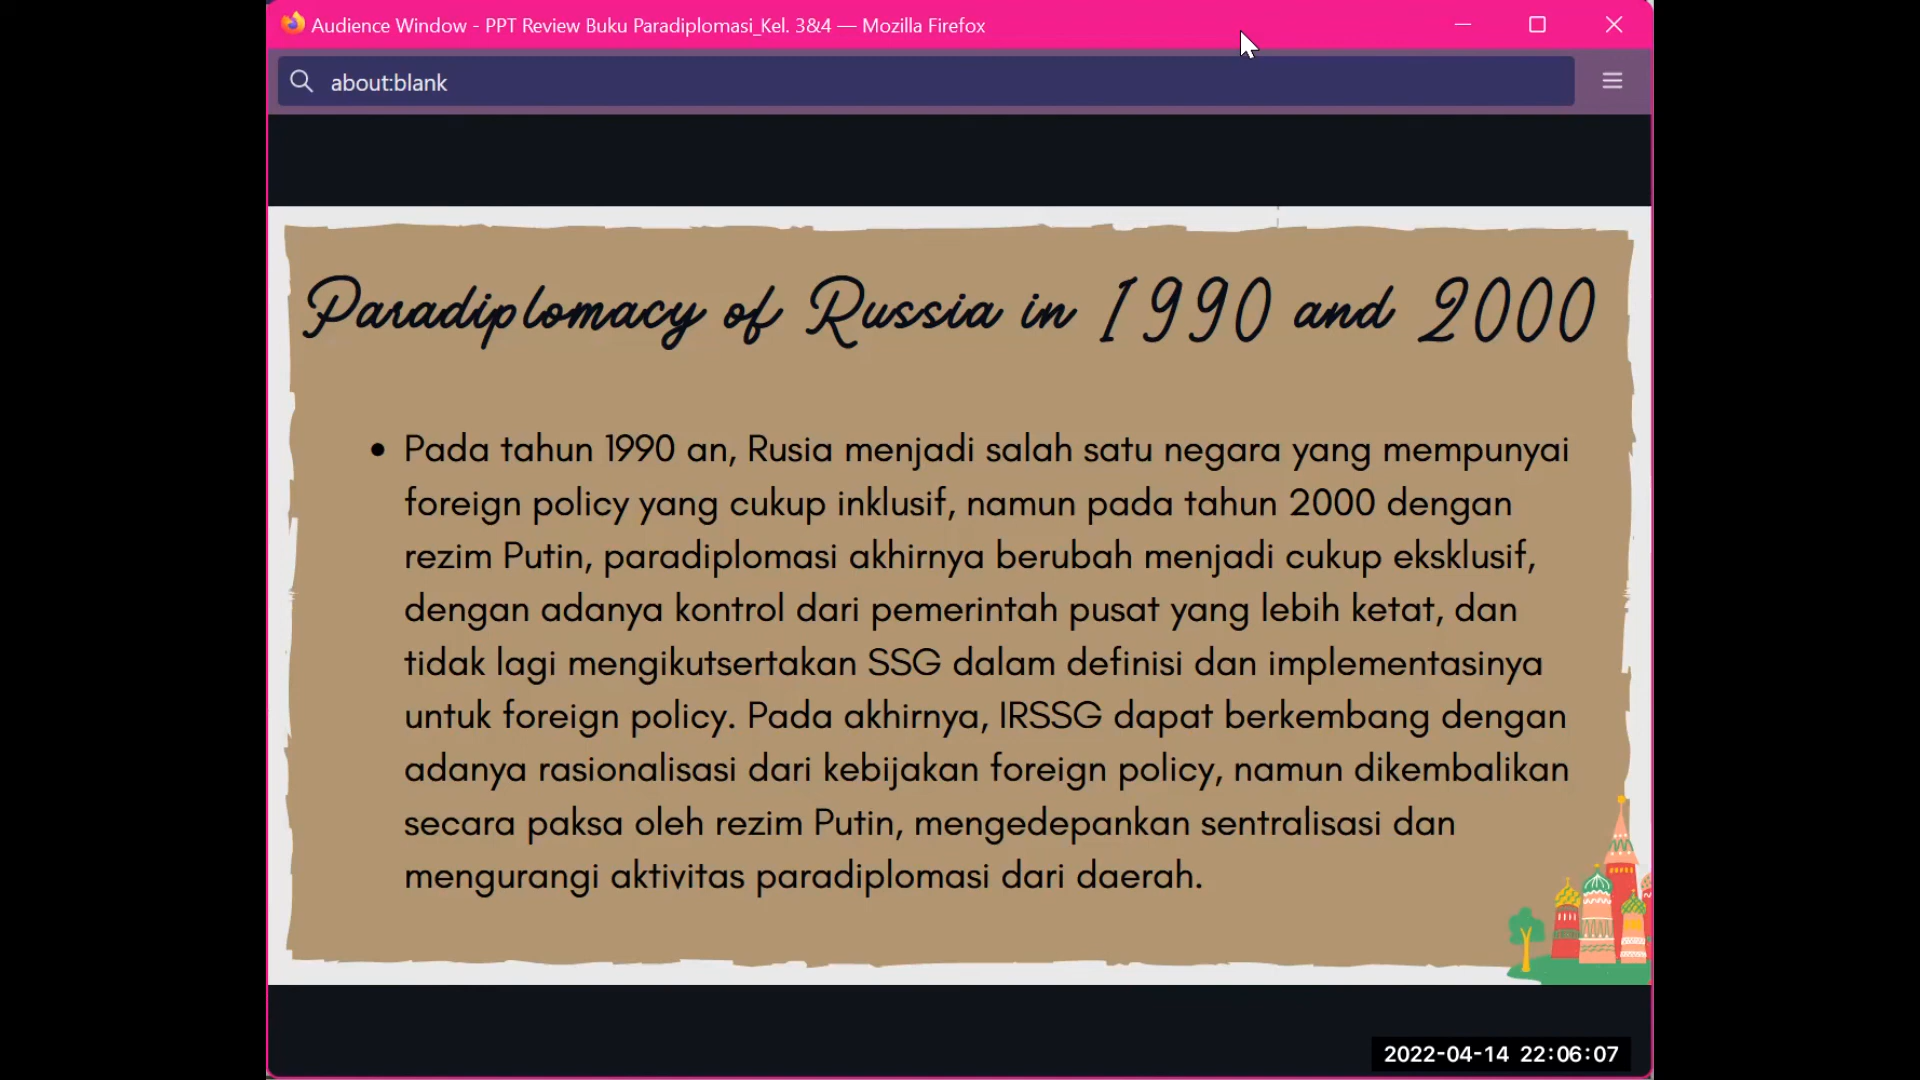 Audience Window - PPT Review Buku Paradiplomasi_Kel. 3&4 — Mozilla Firefox
about:blank
Paradiplomacy of Russia in 1990 and 2000
• Pada tahun 1990 an, Rusia menjadi salah satu negara yang mempunyai
foreign policy yang cukup inklusif, namun pada tahun 2000 dengan
rezim Putin, paradiplomasi akhirnya berubah menjadi cukup eksklusif,
dengan adanya kontrol dari pemerintah pusat yang lebih ketat, dan
tidak lagi mengikutsertakan SSG dalam definisi dan implementasinya
untuk foreign policy. Pada akhirnya, IRSSG dapat berkembang dengan
adanya rasionalisasi dari kebijakan foreign policy, namun dikembalikan
secara paksa oleh rezim Putin, mengedepankan sentralisasi dan
mengurangi aktivitas paradiplomasi dari daerah.
2022-04-14 22:06:07